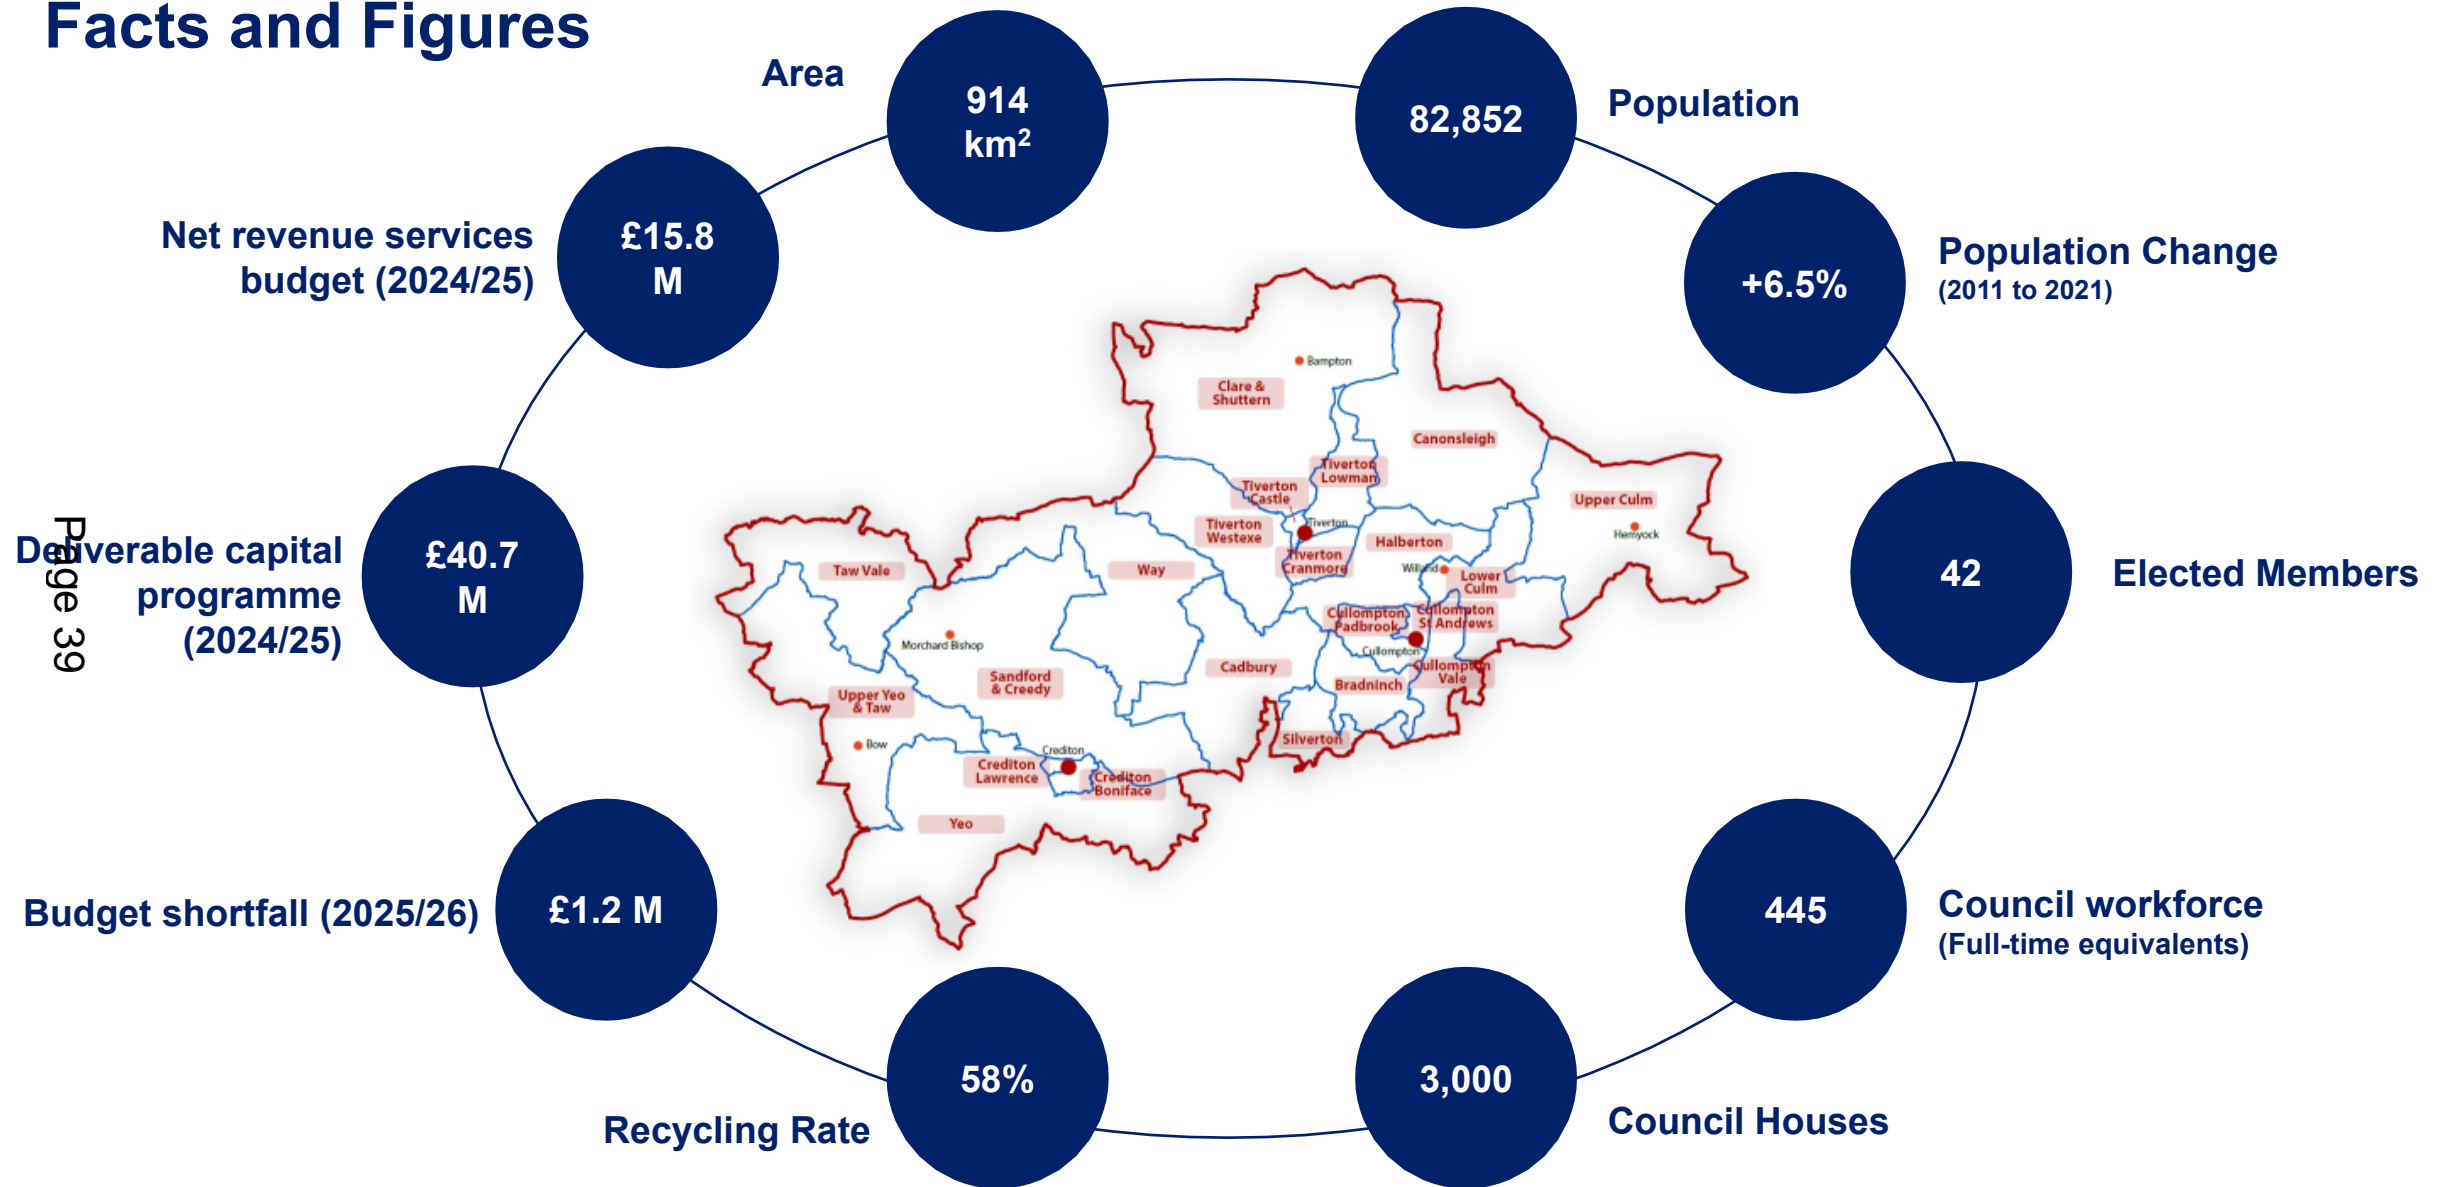 Facts and Figures
Area
914
km²
82,852
Population
Net revenue services
budget (2024/25)
£15.8
M
+6.5%
Population Change
(2011 to 2021)
Deliverable capital
programme
(2024/25)
£40.7
M
42
Elected Members
Page 39
Budget shortfall (2025/26)
£1.2 M
445
Council workforce
(Full-time equivalents)
58%
Recycling Rate
3,000
Council Houses
Bampton
Clare &
Shuttern
Canonsleigh
Tiverton
Lowman
Tiverton
Castle
Upper Culm
Tiverton
Westexe
Tiverton
Hemyock
Halberton
Tiverton
Cranmore
Taw Vale
Way
Willand
Lower
Culm
Cullompton
Padbrook
Cullompton
St Andrews
Morchard Bishop
Cullompton
Cadbury
Cullompton
Vale
Sandford
& Creedy
Bradninch
Upper Yeo
& Taw
Silverton
Bow
Crediton
Crediton
Lawrence
Crediton
Boniface
Yeo